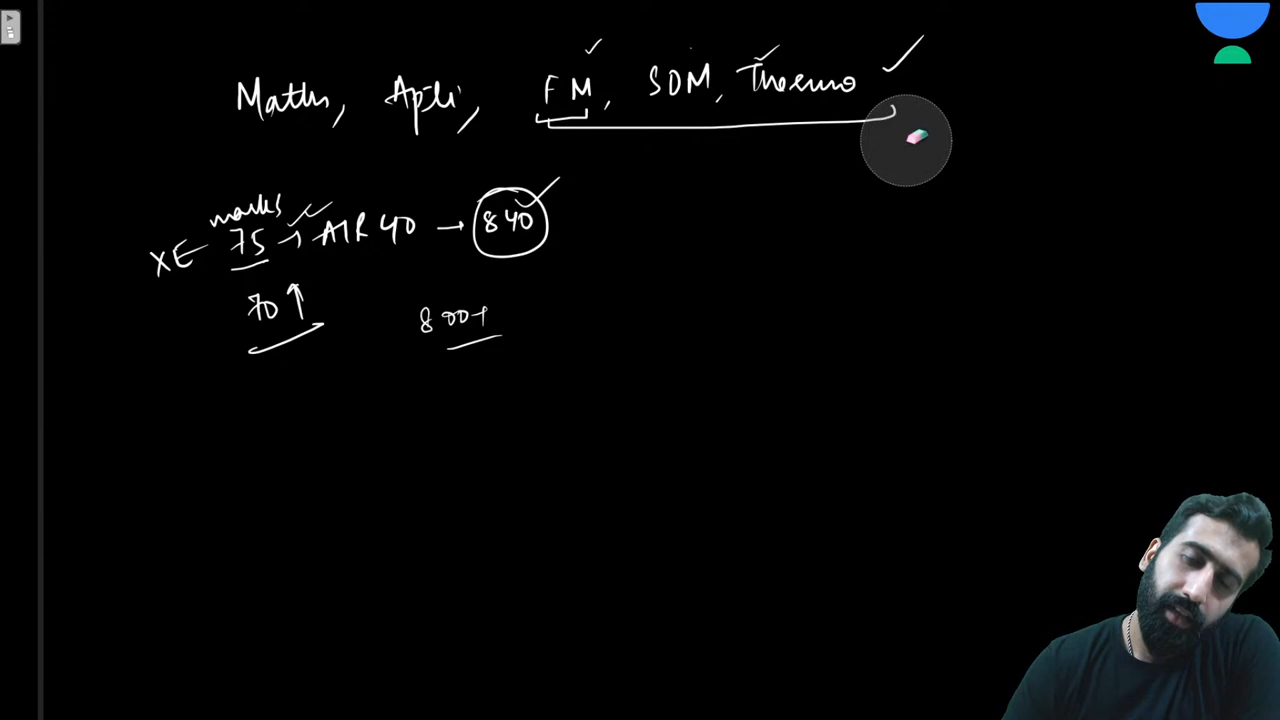 Maths, Apti, FM, SOM, Thermo
marks
XE 75 → AIR 40 → 840
70↑ 800+